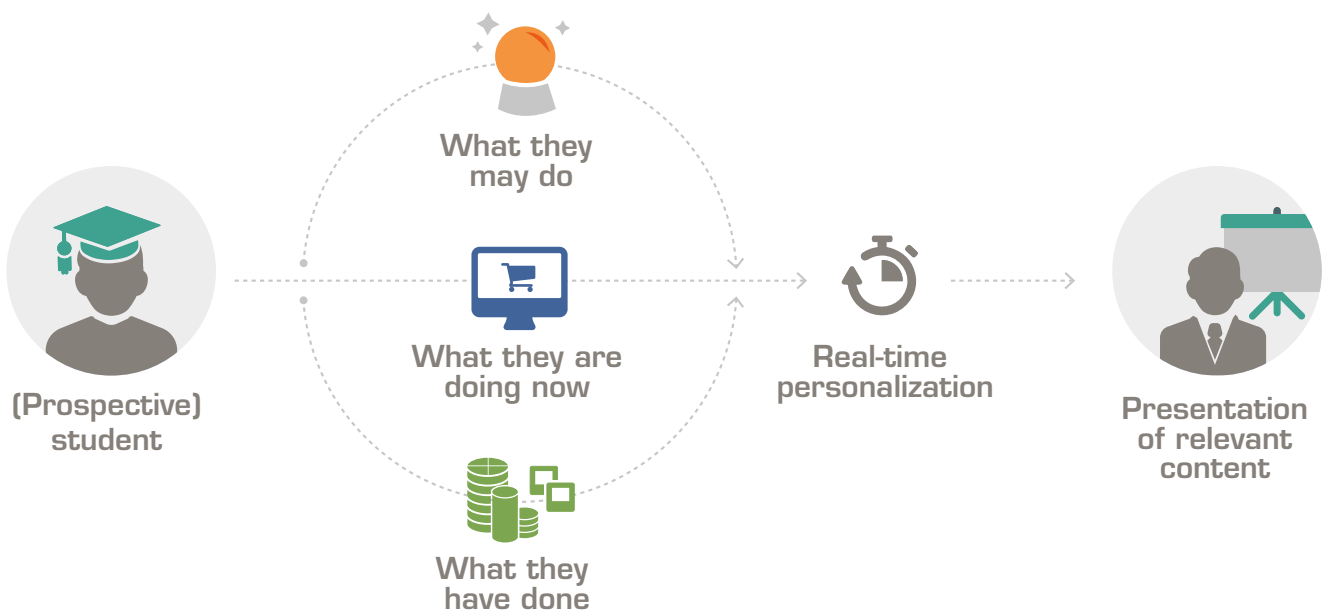 What they
may do
(Prospective)
student
What they are
doing now
Real-time
personalization
Presentation
of relevant
content
What they
have done